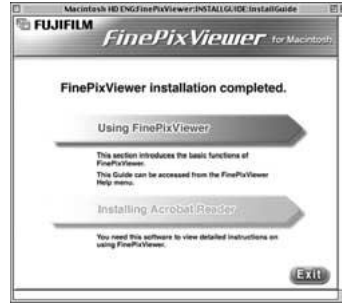 Macintosh HD ENG:FinePixViewer:INSTALLGUIDE:InstallGuide
FUJIFILM
FinePixViewer for Macintosh
FinePixViewer installation completed.
Using FinePixViewer
This section introduces the basic functions of
FinePixViewer.
This Guide can be accessed from the FinePixViewer
Help menu.
Installing Acrobat Reader
You need this software to view detailed instructions on
using FinePixViewer.
Exit